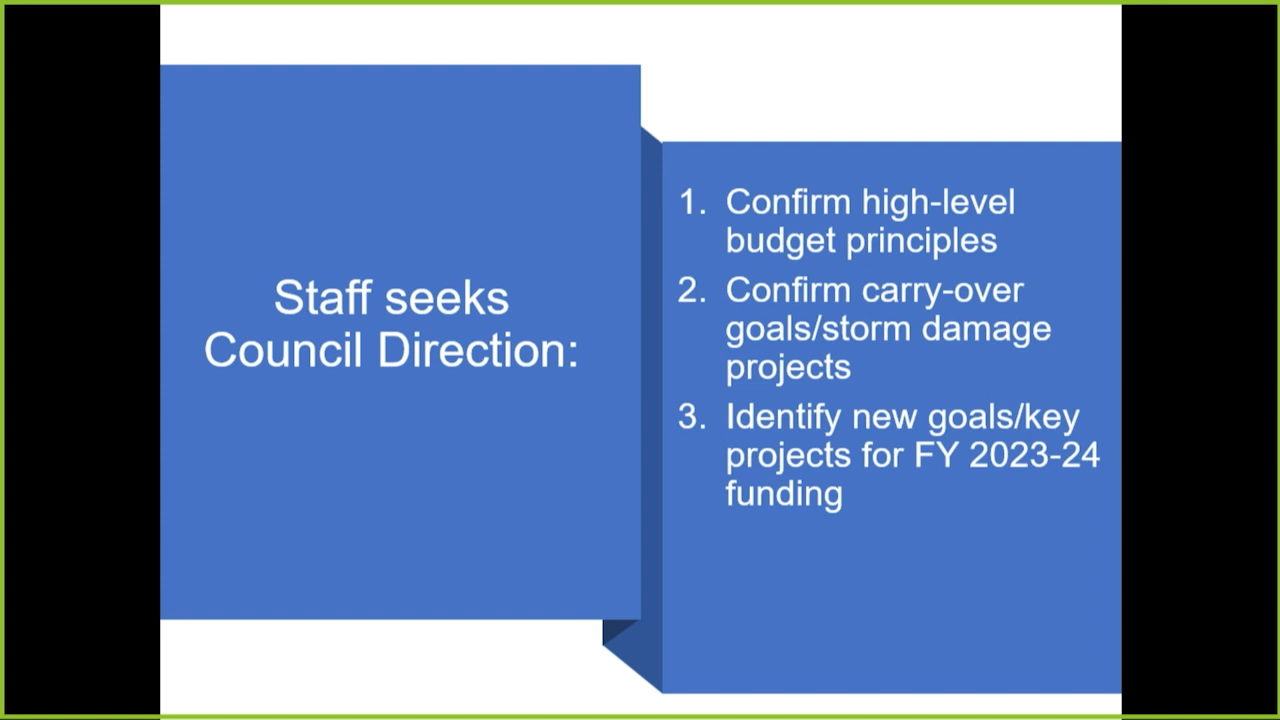 Staff seeks
Council Direction:
1. Confirm high-level
budget principles
2. Confirm carry-over
goals/storm damage
projects
3. Identify new goals/key
projects for FY 2023-24
funding